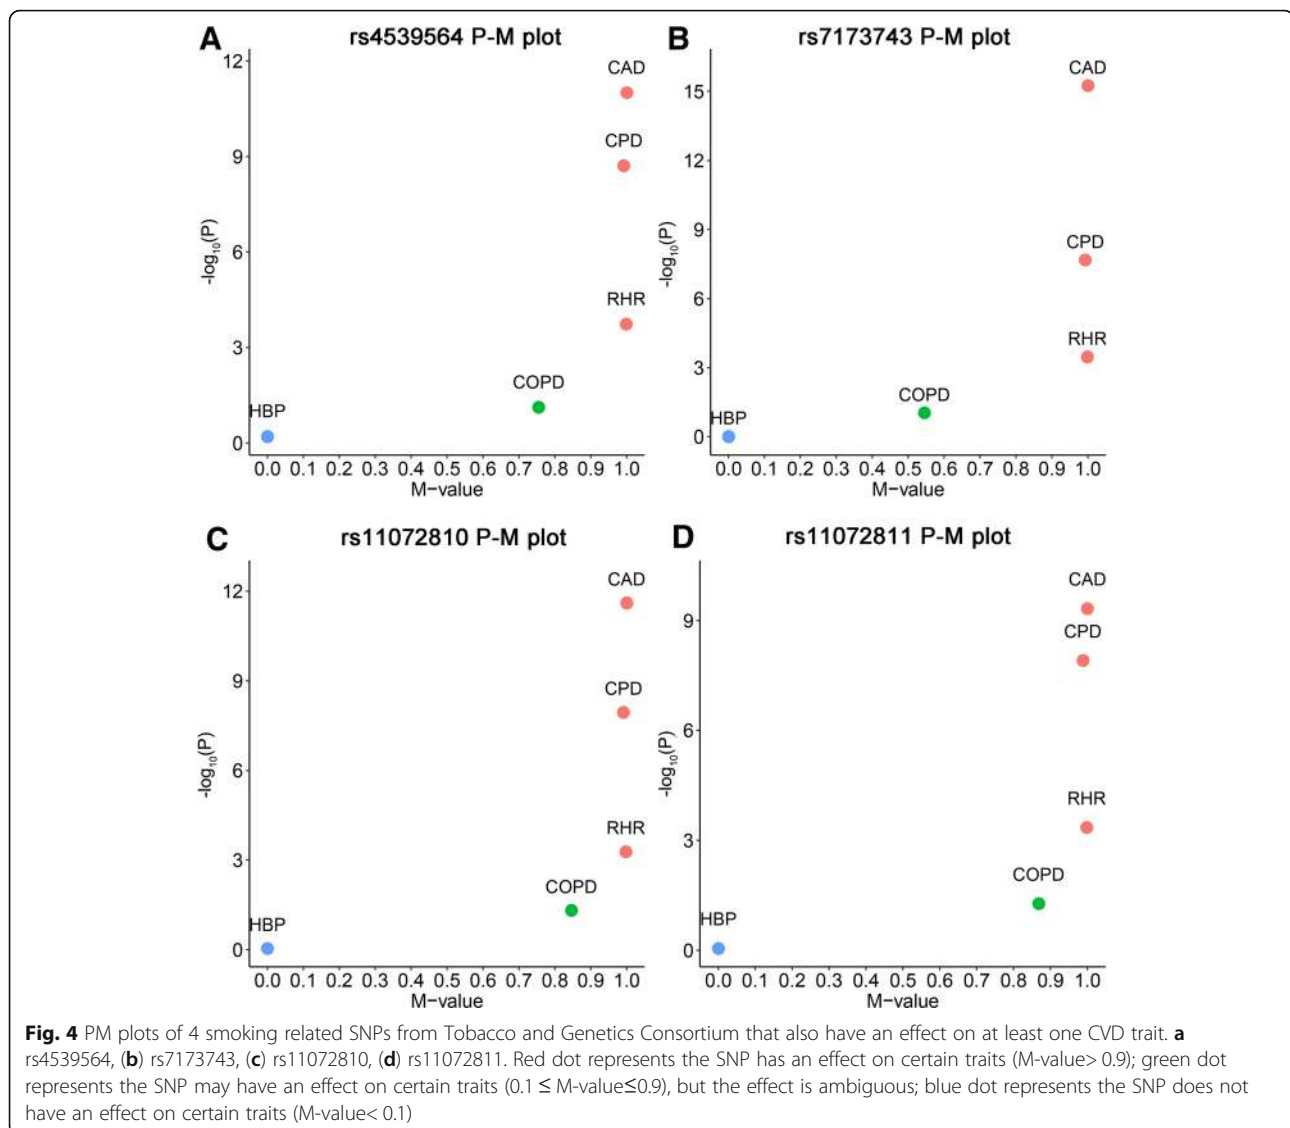 A
rs4539564 P-M plot
12
9
6
3
0
-log10(P)
CAD
CPD
RHR
COPD
HBP
0.0 0.1 0.2 0.3 0.4 0.5 0.6 0.7 0.8 0.9 1.0
M-value
B
rs7173743 P-M plot
15
12
9
6
3
0
-log10(P)
CAD
CPD
RHR
COPD
HBP
0.0 0.1 0.2 0.3 0.4 0.5 0.6 0.7 0.8 0.9 1.0
M-value
C
rs11072810 P-M plot
12
9
6
3
0
-log10(P)
CAD
CPD
RHR
COPD
HBP
0.0 0.1 0.2 0.3 0.4 0.5 0.6 0.7 0.8 0.9 1.0
M-value
D
rs11072811 P-M plot
9
6
3
0
-log10(P)
CAD
CPD
RHR
COPD
HBP
0.0 0.1 0.2 0.3 0.4 0.5 0.6 0.7 0.8 0.9 1.0
M-value
Fig. 4 PM plots of 4 smoking related SNPs from Tobacco and Genetics Consortium that also have an effect on at least one CVD trait. a
rs4539564, (b) rs7173743, (c) rs11072810, (d) rs11072811. Red dot represents the SNP has an effect on certain traits (M-value> 0.9); green dot
represents the SNP may have an effect on certain traits (0.1 ≤ M-value≤0.9), but the effect is ambiguous; blue dot represents the SNP does not
have an effect on certain traits (M-value< 0.1)